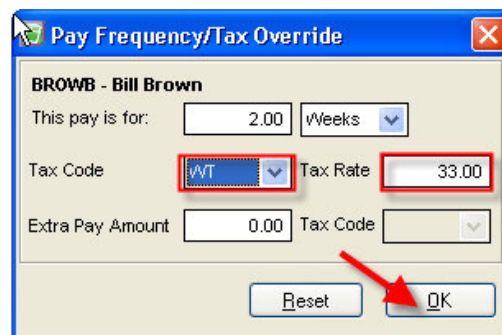 Pay Frequency/Tax Override
BROWB - Bill Brown
This pay is for: 2.00 Weeks
Tax Code WT Tax Rate 33.00
Extra Pay Amount 0.00 Tax Code
Reset OK